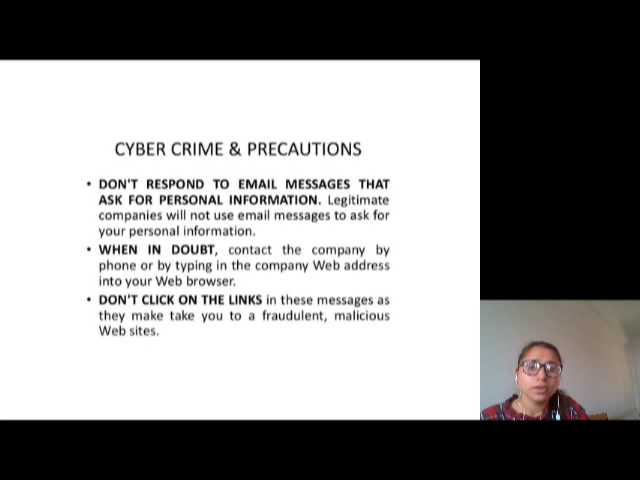 CYBER CRIME & PRECAUTIONS
• DON'T RESPOND TO EMAIL MESSAGES THAT
ASK FOR PERSONAL INFORMATION. Legitimate
companies will not use email messages to ask for
your personal information.
• WHEN IN DOUBT, contact the company by
phone or by typing in the company Web address
into your Web browser.
• DON'T CLICK ON THE LINKS in these messages as
they make take you to a fraudulent, malicious
Web sites.